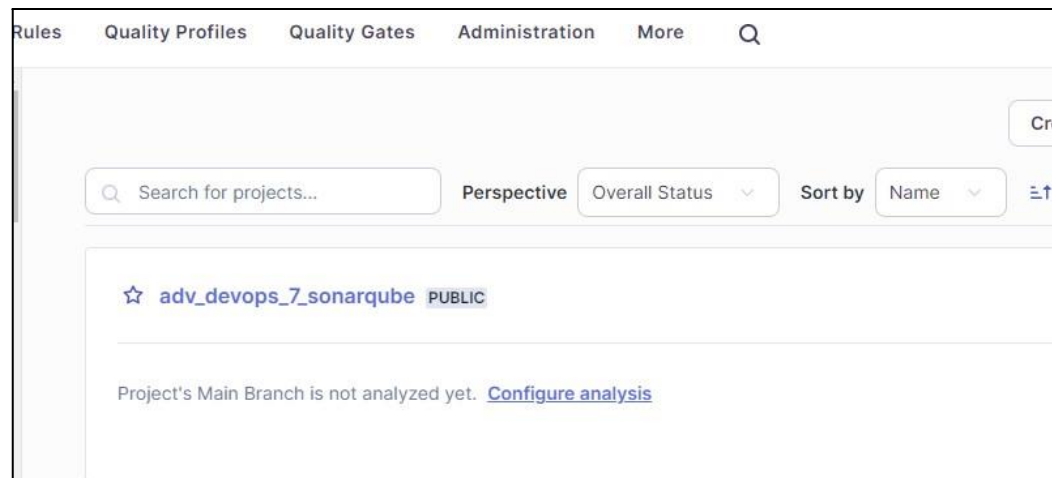 Rules Quality Profiles Quality Gates Administration More
Cr
Search for projects... Perspective Overall Status Sort by Name
adv_devops_7_sonarqube PUBLIC
Project's Main Branch is not analyzed yet. Configure analysis